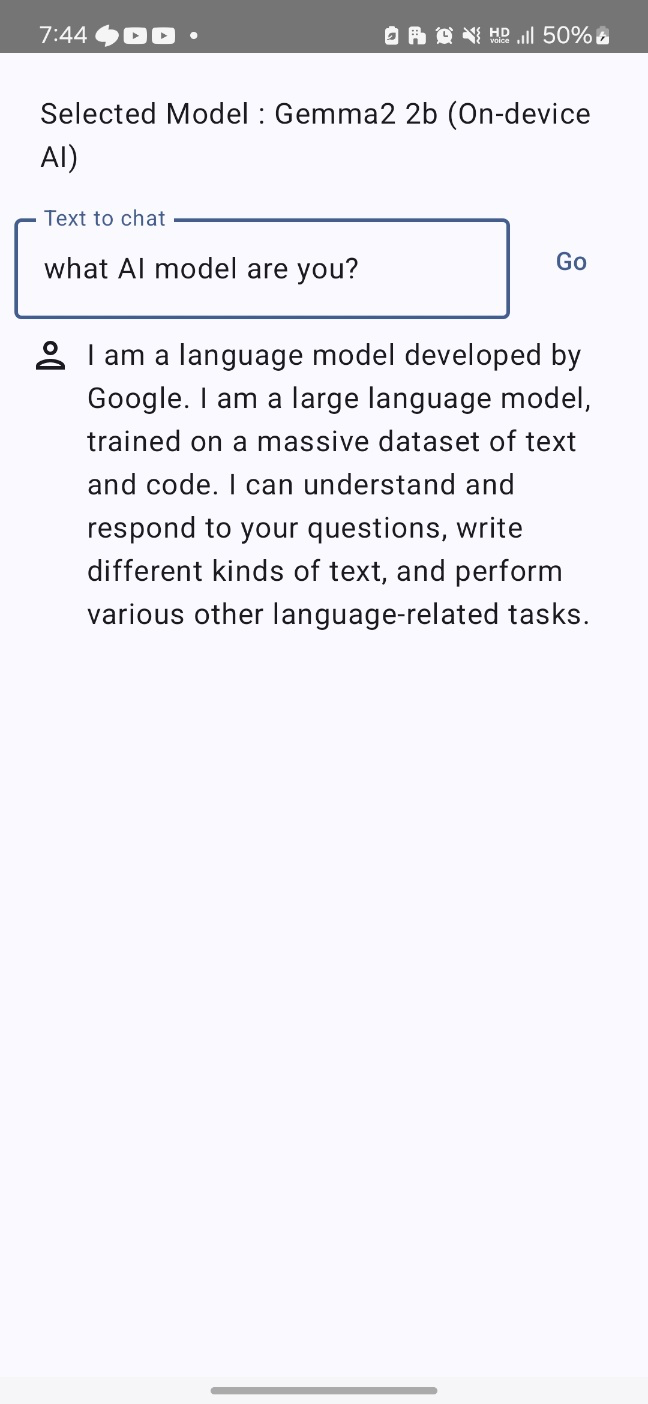 7:44
HD voice 50%
Selected Model : Gemma2 2b (On-device
AI)
Text to chat
what AI model are you?
Go
I am a language model developed by
Google. I am a large language model,
trained on a massive dataset of text
and code. I can understand and
respond to your questions, write
different kinds of text, and perform
various other language-related tasks.